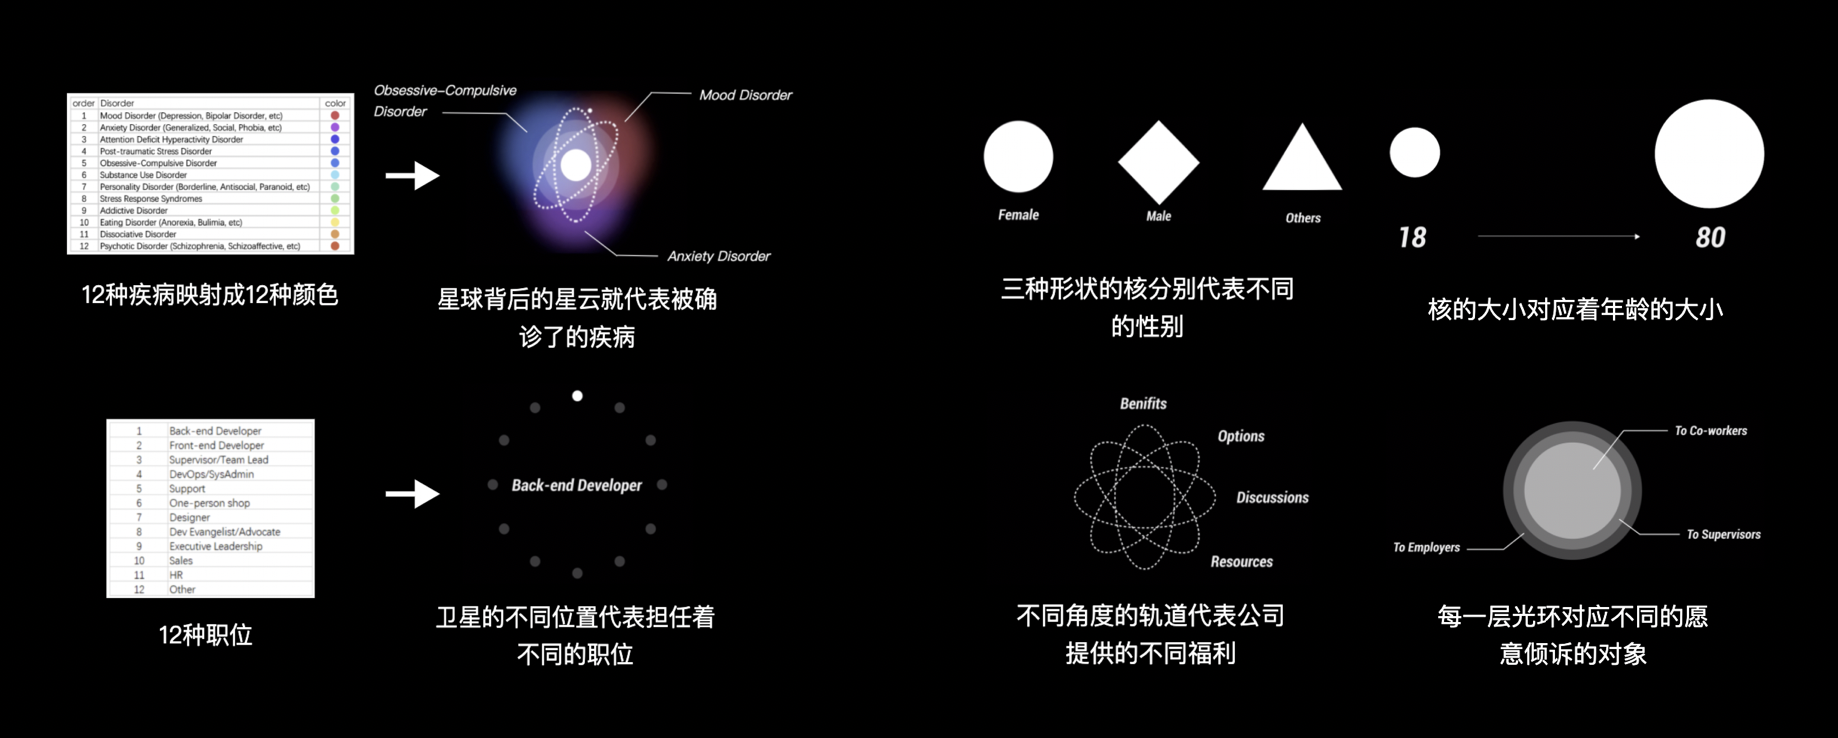 order Disorder color
1 Mood Disorder (Depression, Bipolar Disorder, etc)
2 Anxiety Disorder (Generalized, Social, Phobia, etc)
3 Attention Deficit Hyperactivity Disorder
4 Post-traumatic Stress Disorder
5 Obsessive-Compulsive Disorder
6 Substance Use Disorder
7 Personality Disorder (Borderline, Antisocial, Paranoid, etc)
8 Stress Response Syndromes
9 Addictive Disorder
10 Eating Disorder (Anorexia, Bulimia, etc)
11 Dissociative Disorder
12 Psychotic Disorder (Schizophrenia, Schizoaffective, etc)
12种疾病映射成12种颜色
Obsessive-Compulsive
Disorder
Mood Disorder
Anxiety Disorder
星球背后的星云就代表被确
诊了的疾病
Female
Male
Others
三种形状的核分别代表不同
的性别
18
80
核的大小对应着年龄的大小
1 Back-end Developer
2 Front-end Developer
3 Supervisor/Team Lead
4 DevOps/SysAdmin
5 Support
6 One-person shop
7 Designer
8 Dev Evangelist/Advocate
9 Executive Leadership
10 Sales
11 HR
12 Other
12种职位
Back-end Developer
卫星的不同位置代表担任着
不同的职位
Benifits
Options
Discussions
Resources
不同角度的轨道代表公司
提供的不同福利
To Co-workers
To Supervisors
To Employers
每一层光环对应不同的愿
意倾诉的对象